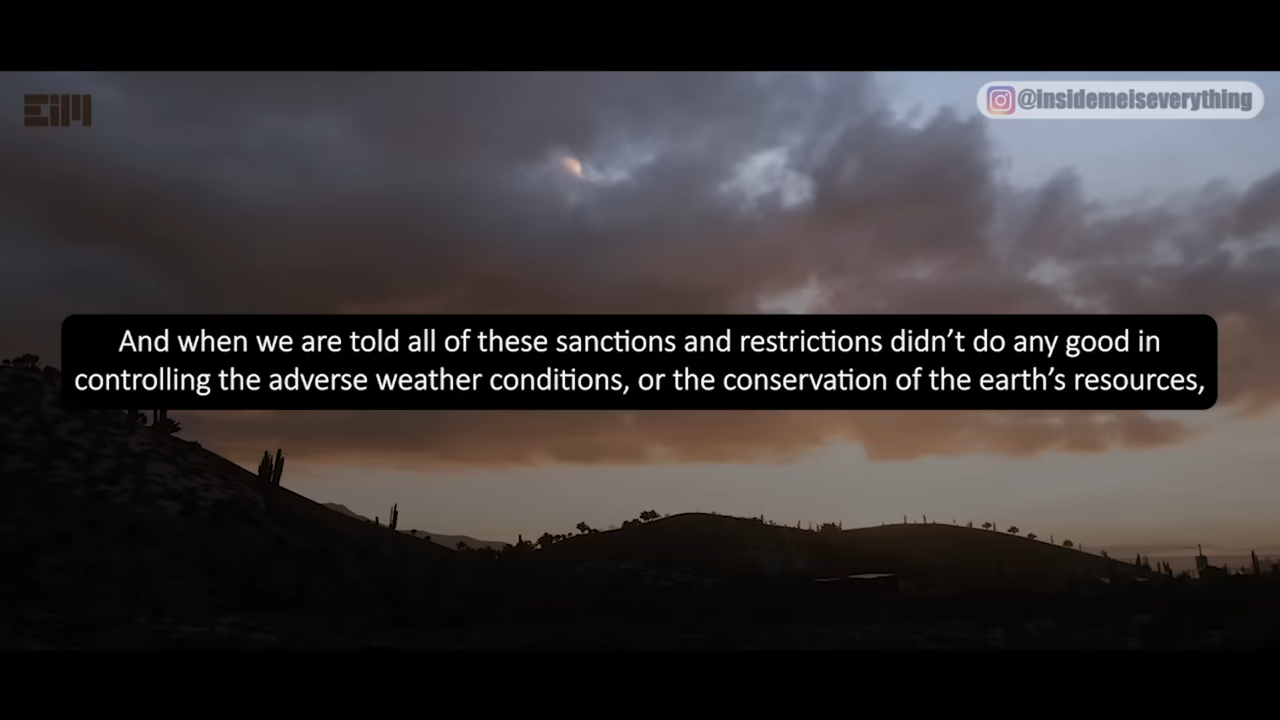 EiM
@insidemeiseverything
And when we are told all of these sanctions and restrictions didn’t do any good in
controlling the adverse weather conditions, or the conservation of the earth’s resources,